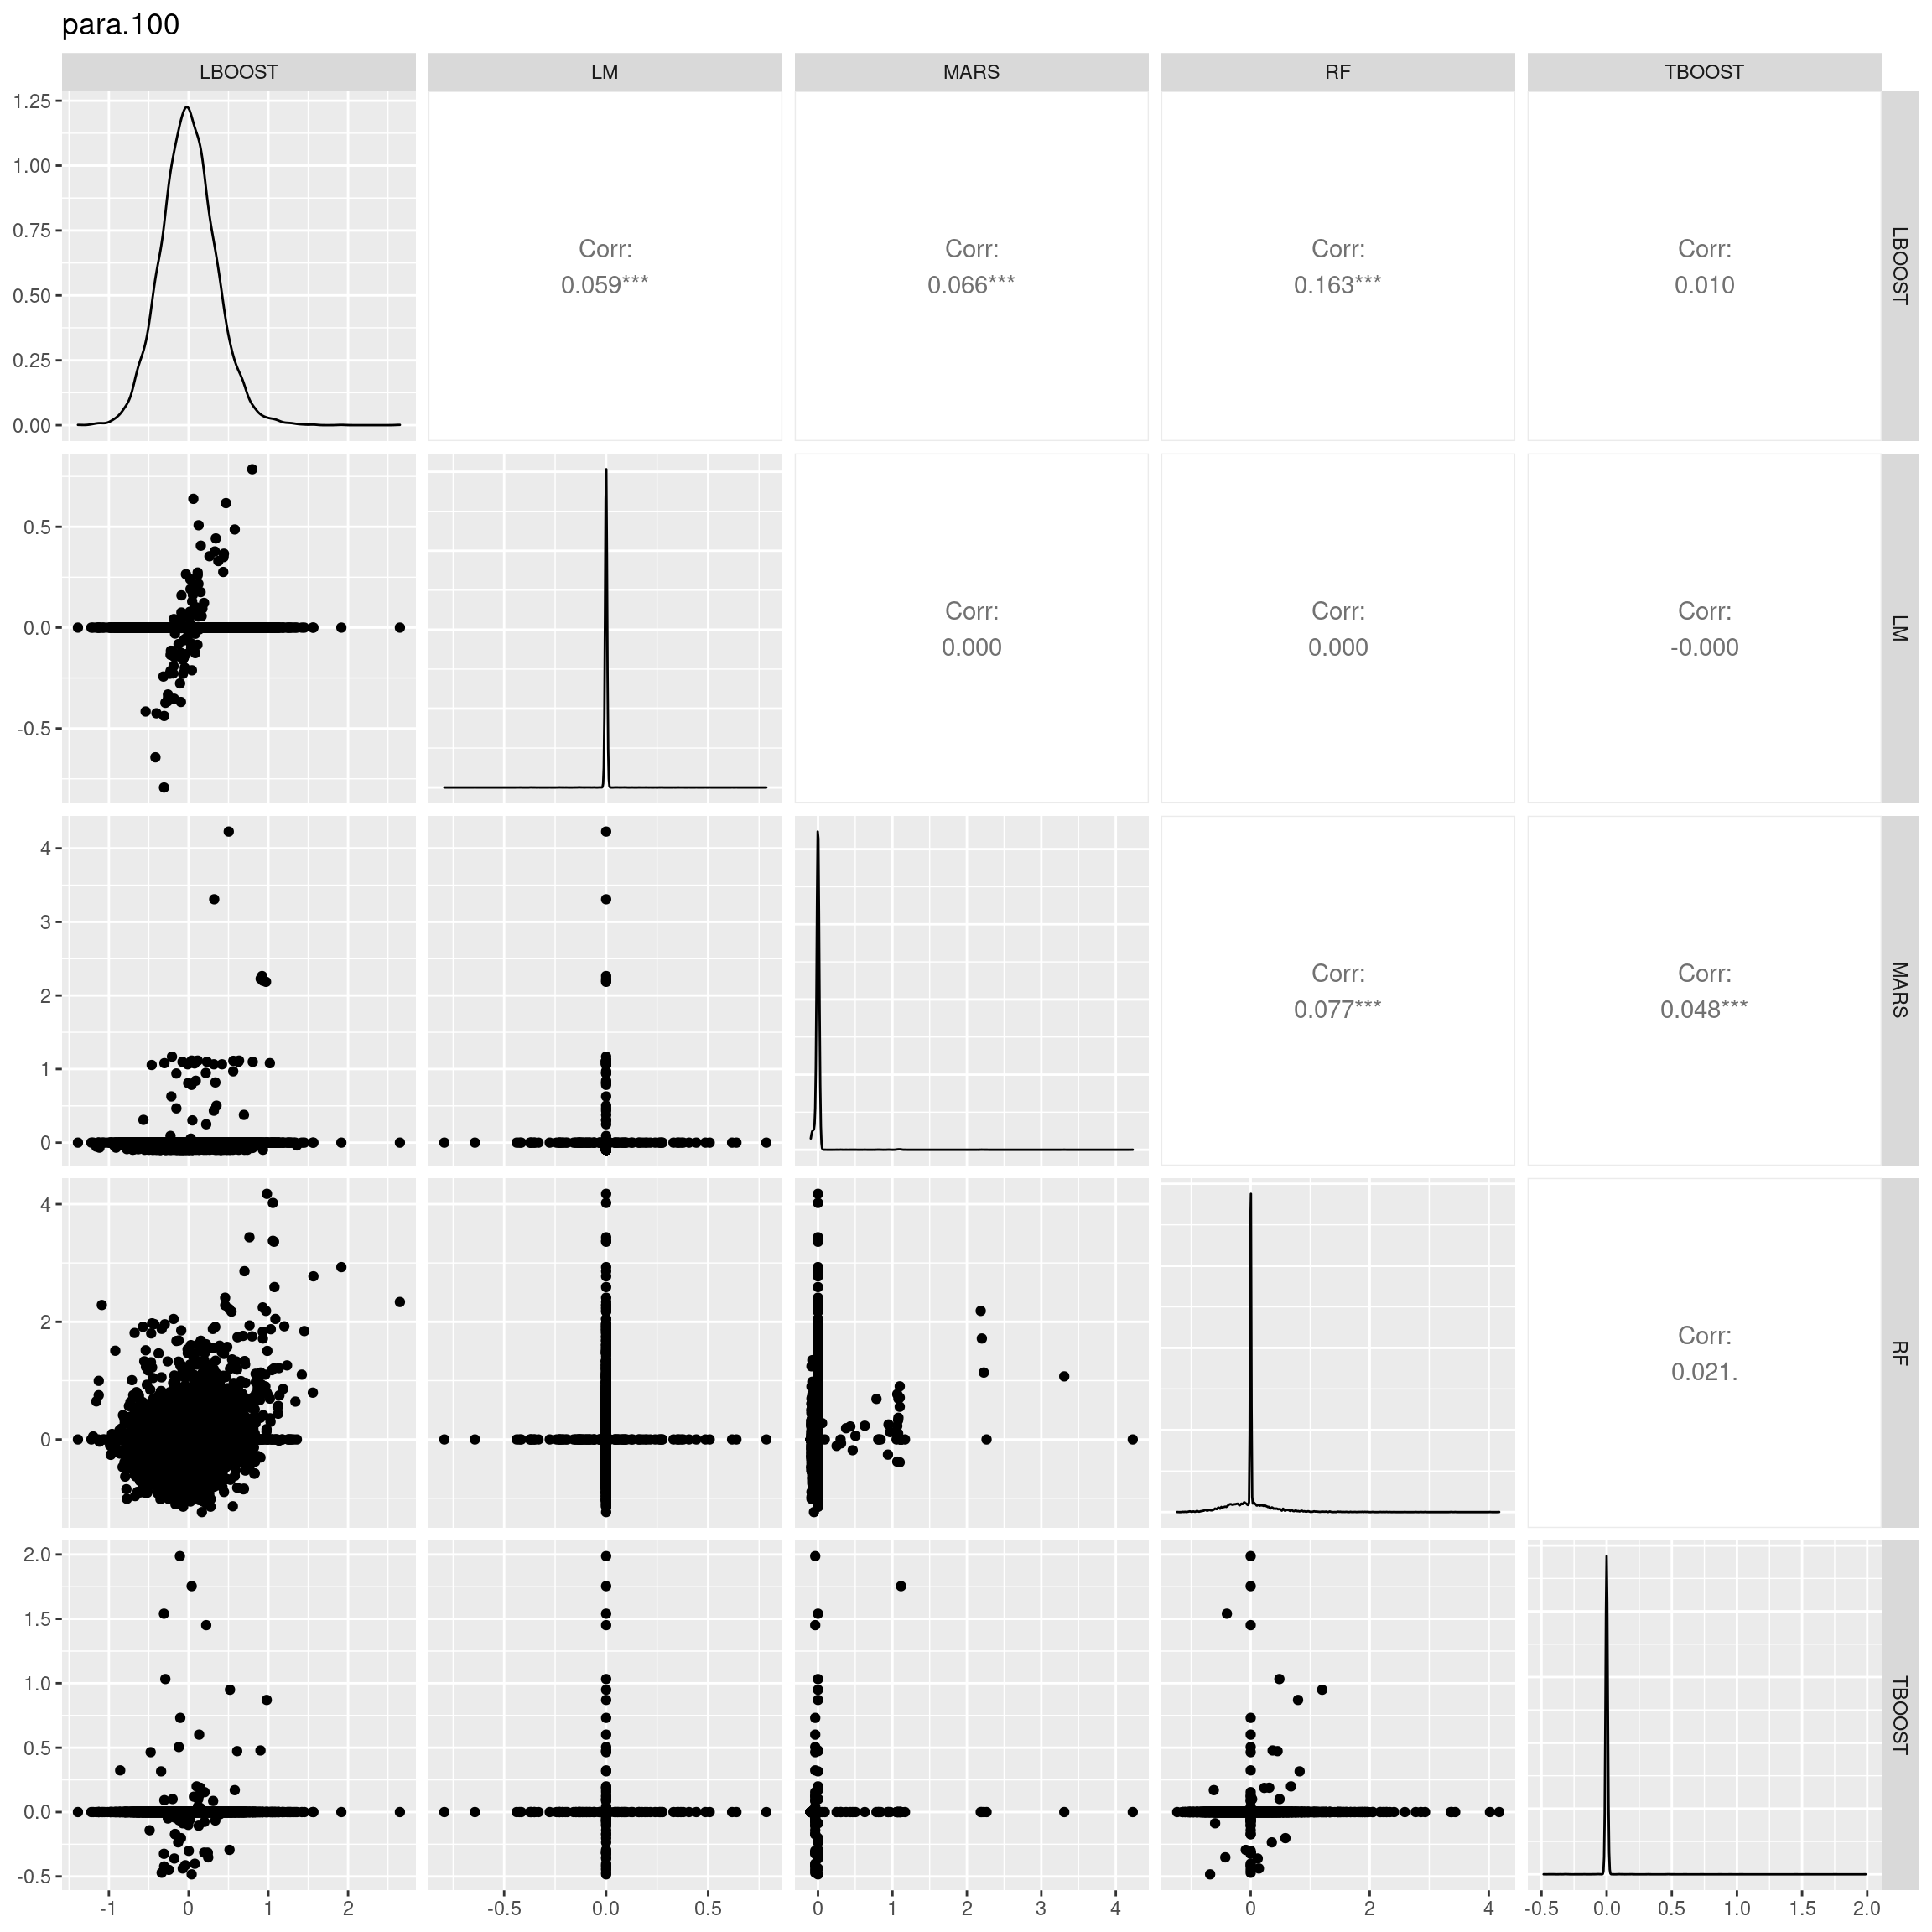 para.100
LBOOST LM MARS RF TBOOST
1.25
1.00
0.75
0.50
0.25
0.00
Corr:
0.059***
Corr:
0.066***
Corr:
0.163***
Corr:
0.010
LBOOST
0.5
0.0
-0.5
Corr:
0.000
Corr:
0.000
Corr:
-0.000
LM
4
3
2
1
0
Corr:
0.077***
Corr:
0.048***
MARS
4
2
0
Corr:
0.021.
RF
2.0
1.5
1.0
0.5
0.0
-0.5
TBOOST
-1 0 1 2 -0.5 0.0 0.5 0 1 2 3 4 0 2 4 -0.5 0.0 0.5 1.0 1.5 2.0